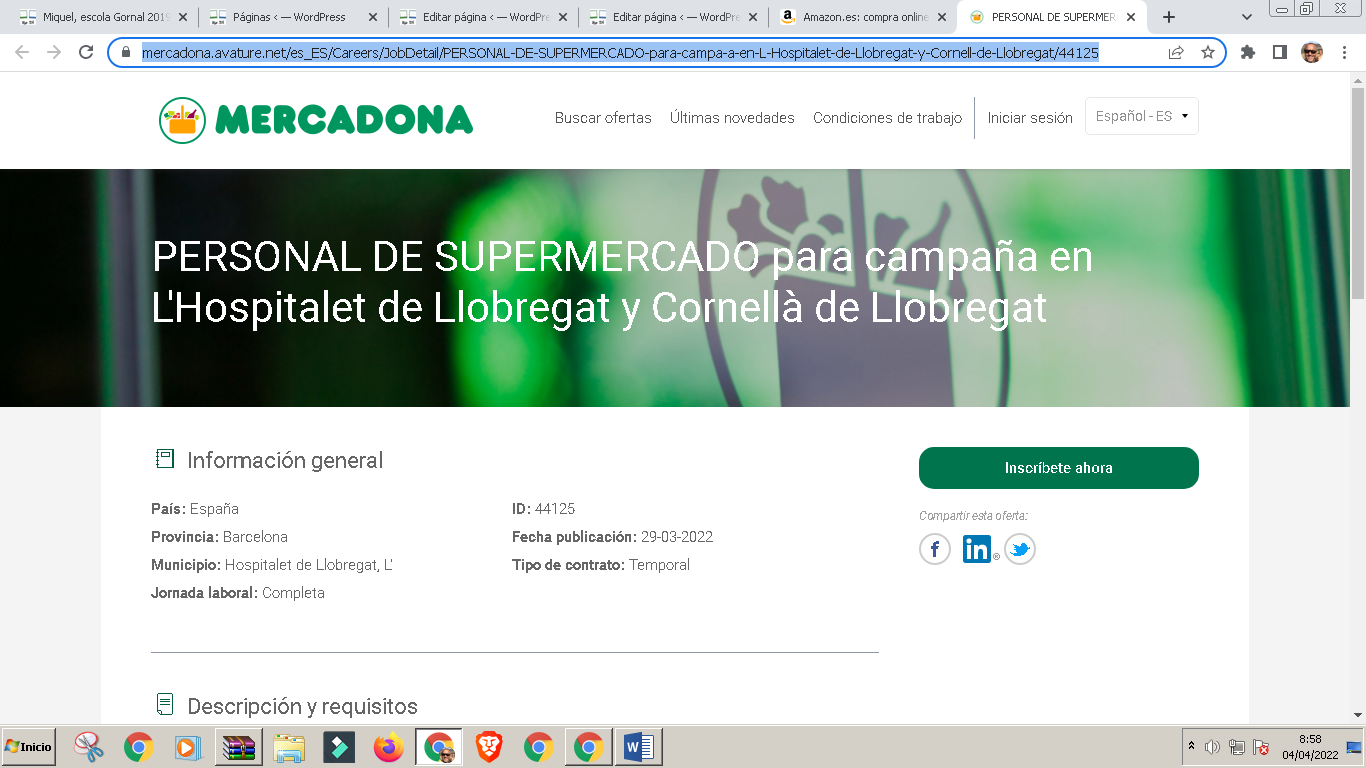 Miquel, escola Gornal 2019
Páginas ‹ — WordPress
Editar página ‹ — WordPre
Editar página ‹ — WordPre
Amazon.es: compra online
PERSONAL DE SUPERMER
mercadona.avature.net/es_ES/Careers/JobDetail/PERSONAL-DE-SUPERMERCADO-para-campa-a-en-L-Hospitalet-de-Llobregat-y-Cornell-de-Llobregat/44125
MERCADONA
Buscar ofertas
Últimas novedades
Condiciones de trabajo
Iniciar sesión
Español - ES
PERSONAL DE SUPERMERCADO para campaña en
L'Hospitalet de Llobregat y Cornellà de Llobregat
Información general
País: España
Provincia: Barcelona
Municipio: Hospitalet de Llobregat, L'
Jornada laboral: Completa
ID: 44125
Fecha publicación: 29-03-2022
Tipo de contrato: Temporal
Inscríbete ahora
Compartir esta oferta:
Descripción y requisitos
Inicio
8:58
04/04/2022